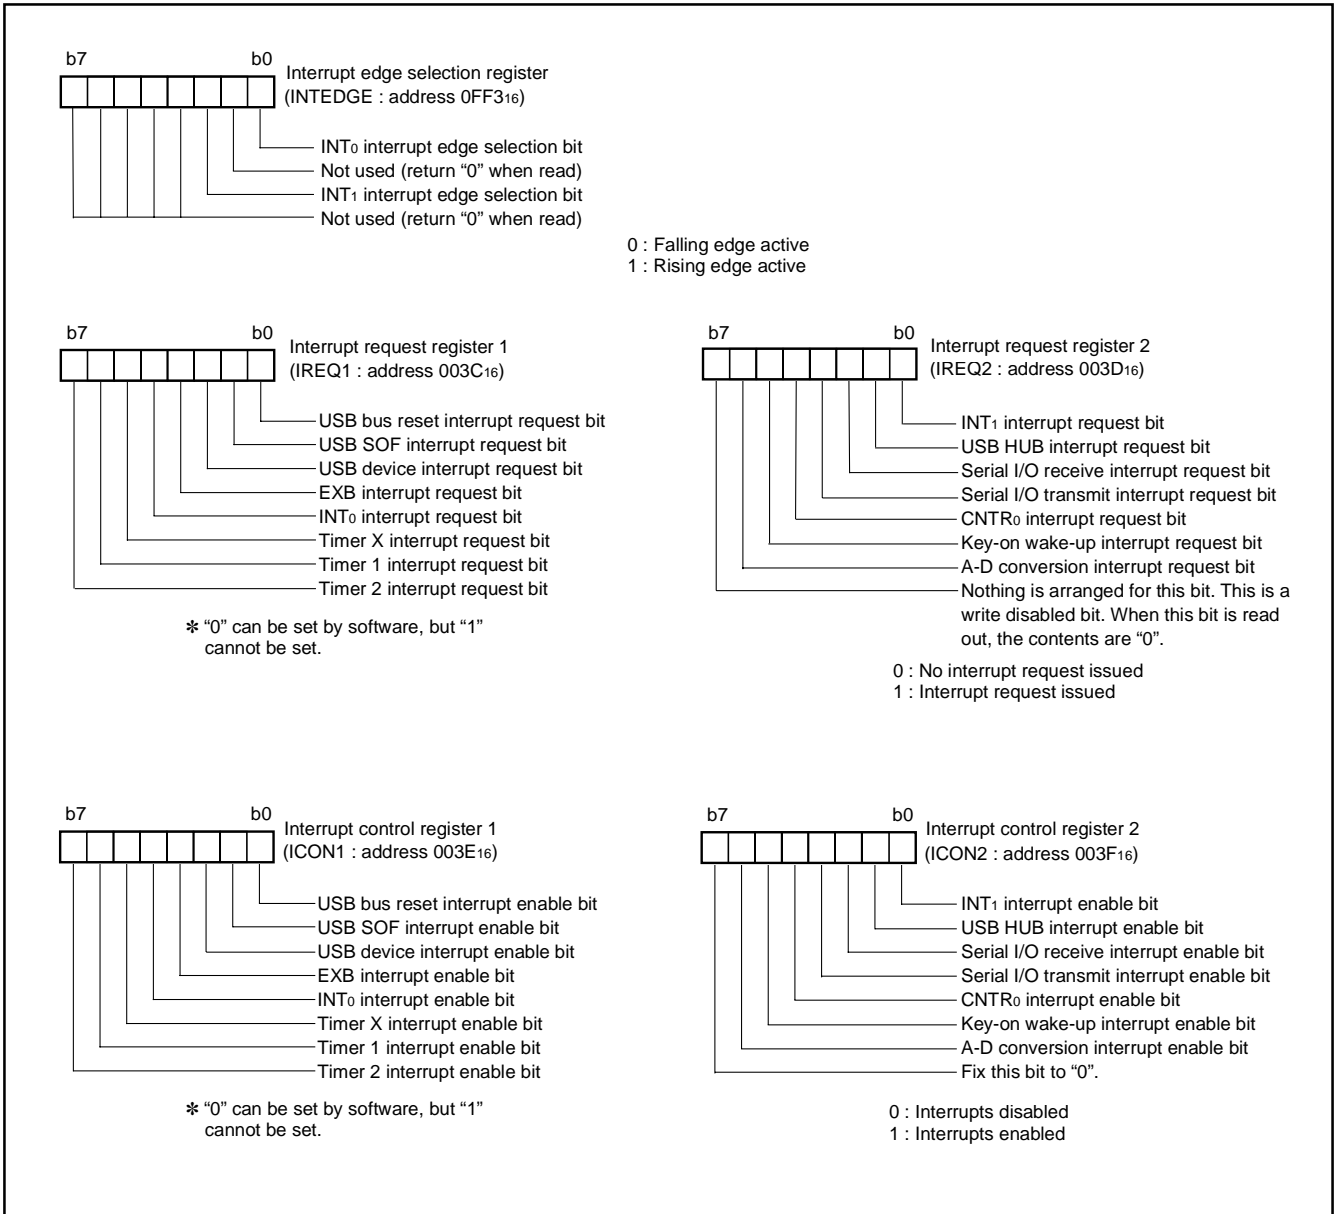 b7 b0
Interrupt edge selection register
(INTEDGE : address 0FF316)
INT0 interrupt edge selection bit
Not used (return “0” when read)
INT1 interrupt edge selection bit
Not used (return “0” when read)
0 : Falling edge active
1 : Rising edge active
b7 b0
Interrupt request register 1
(IREQ1 : address 003C16)
USB bus reset interrupt request bit
USB SOF interrupt request bit
USB device interrupt request bit
EXB interrupt request bit
INT0 interrupt request bit
Timer X interrupt request bit
Timer 1 interrupt request bit
Timer 2 interrupt request bit
✻ “0” can be set by software, but “1”
cannot be set.
b7 b0
Interrupt request register 2
(IREQ2 : address 003D16)
INT1 interrupt request bit
USB HUB interrupt request bit
Serial I/O receive interrupt request bit
Serial I/O transmit interrupt request bit
CNTR0 interrupt request bit
Key-on wake-up interrupt request bit
A-D conversion interrupt request bit
Nothing is arranged for this bit. This is a
write disabled bit. When this bit is read
out, the contents are “0”.
0 : No interrupt request issued
1 : Interrupt request issued
b7 b0
Interrupt control register 1
(ICON1 : address 003E16)
USB bus reset interrupt enable bit
USB SOF interrupt enable bit
USB device interrupt enable bit
EXB interrupt enable bit
INT0 interrupt enable bit
Timer X interrupt enable bit
Timer 1 interrupt enable bit
Timer 2 interrupt enable bit
✻ “0” can be set by software, but “1”
cannot be set.
b7 b0
Interrupt control register 2
(ICON2 : address 003F16)
INT1 interrupt enable bit
USB HUB interrupt enable bit
Serial I/O receive interrupt enable bit
Serial I/O transmit interrupt enable bit
CNTR0 interrupt enable bit
Key-on wake-up interrupt enable bit
A-D conversion interrupt enable bit
Fix this bit to “0”.
0 : Interrupts disabled
1 : Interrupts enabled